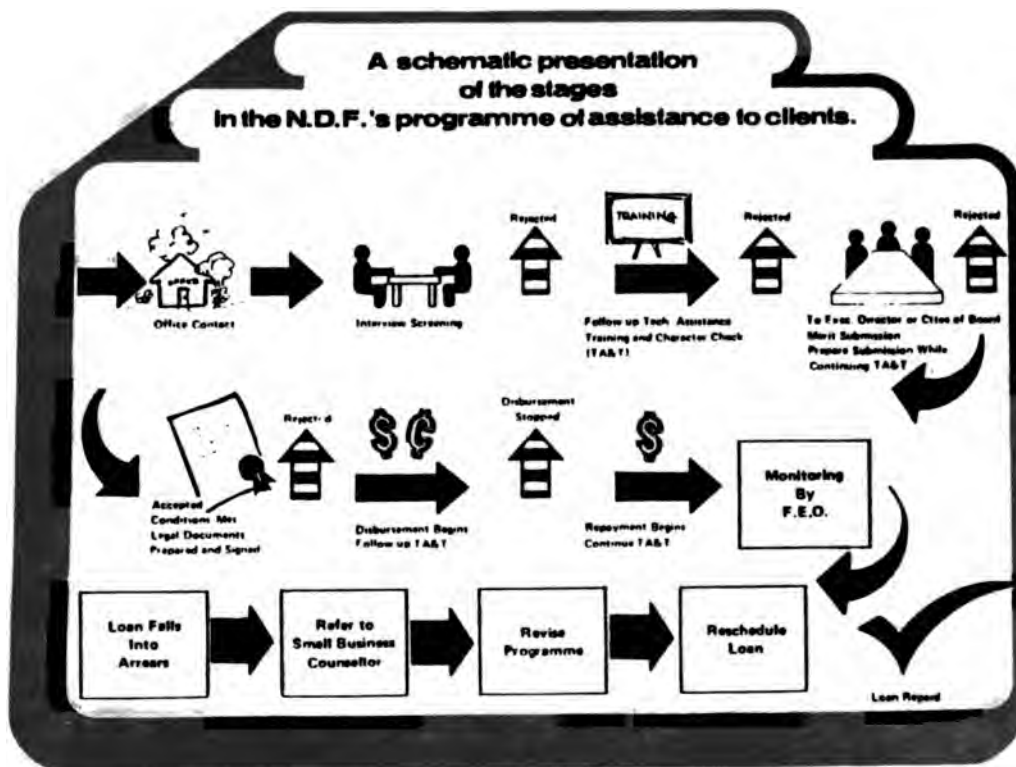 A schematic presentation
of the stages
in the N.D.F.'s programme of assistance to clients.
OFFICE
Office Contact
Interview Screening
Rejected
TRAINING
Follow up Tech. Assistance
Training and Character Check
(TA&T)
Rejected
To Exec. Director or Cttee of Board
Merit Submission
Prepare Submission While
Continuing TA&T
Rejected
Accepted
Conditions Met
Legal Documents
Prepared and Signed
Rejected
$ ¢
Disbursement Begins
Follow up TA&T
Disbursement
Stopped
$
Repayment Begins
Continue TA&T
Monitoring
By
F.E.O.
Loan Falls
Into
Arrears
Refer to
Small Business
Counsellor
Revise
Programme
Reschedule
Loan
Loan Repaid